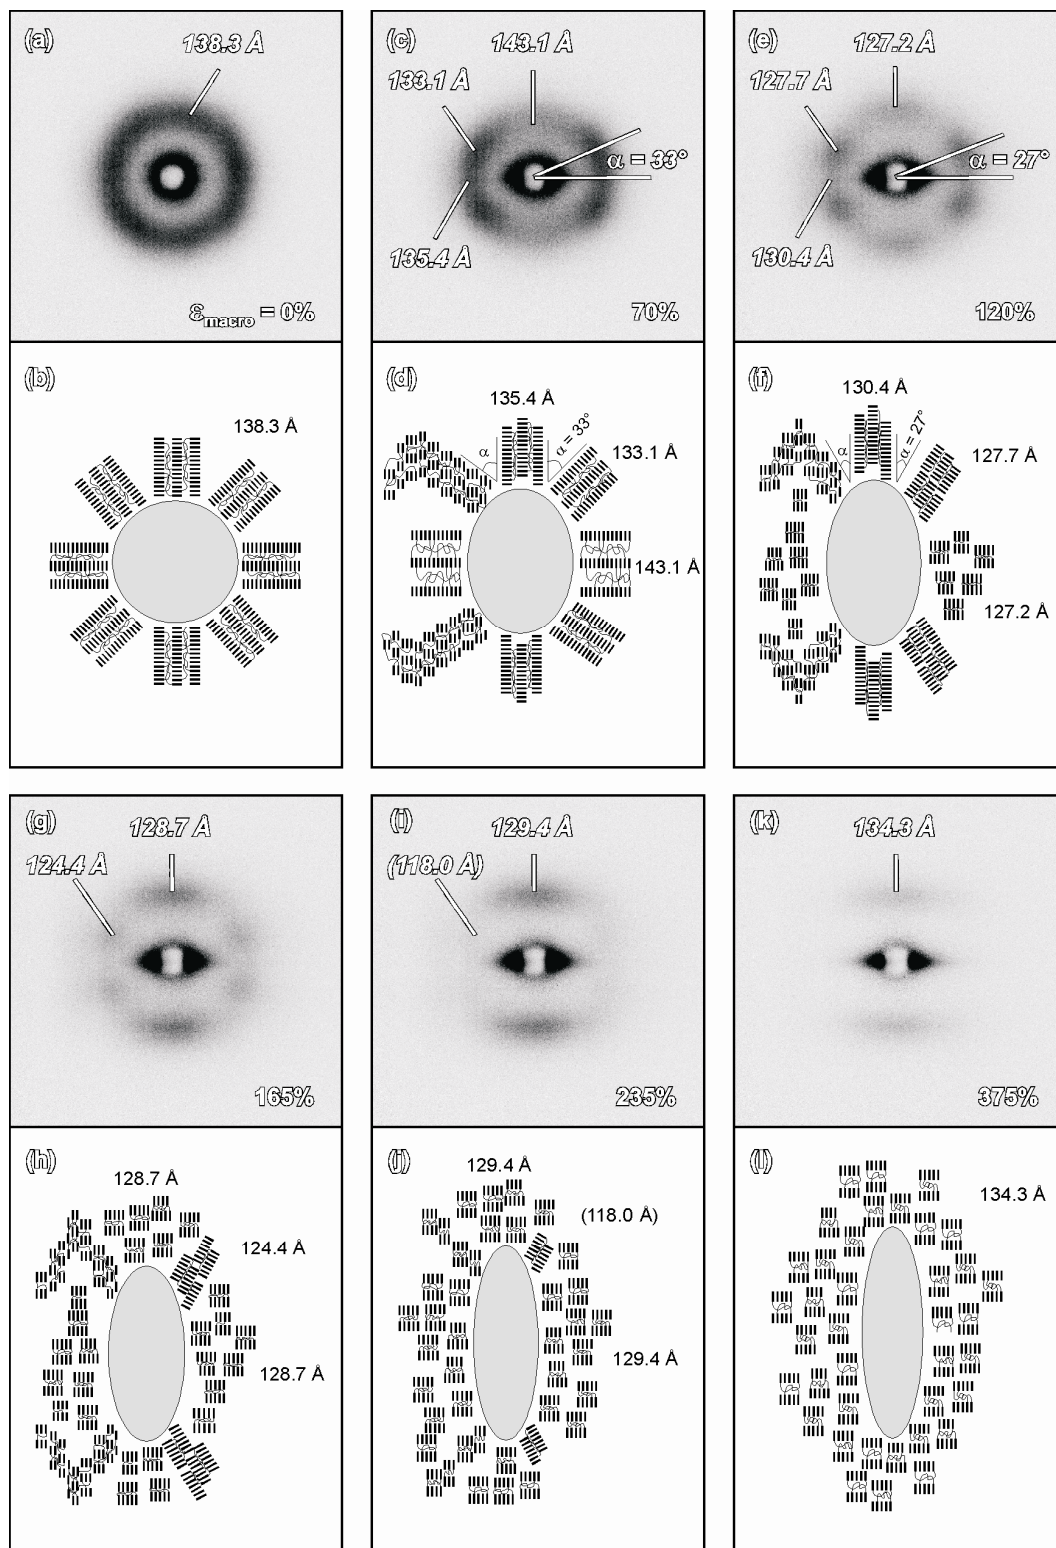 (a)
138.3 Å
ε_macro = 0%
(c)
143.1 Å
133.1 Å
α = 33°
135.4 Å
70%
(e)
127.2 Å
127.7 Å
α = 27°
130.4 Å
120%
(b)
138.3 Å
(d)
135.4 Å
α
α = 33°
133.1 Å
143.1 Å
(f)
130.4 Å
α
α = 27°
127.7 Å
127.2 Å
(g)
128.7 Å
124.4 Å
165%
(i)
129.4 Å
(118.0 Å)
235%
(k)
134.3 Å
375%
(h)
128.7 Å
124.4 Å
128.7 Å
(j)
129.4 Å
(118.0 Å)
129.4 Å
(l)
134.3 Å